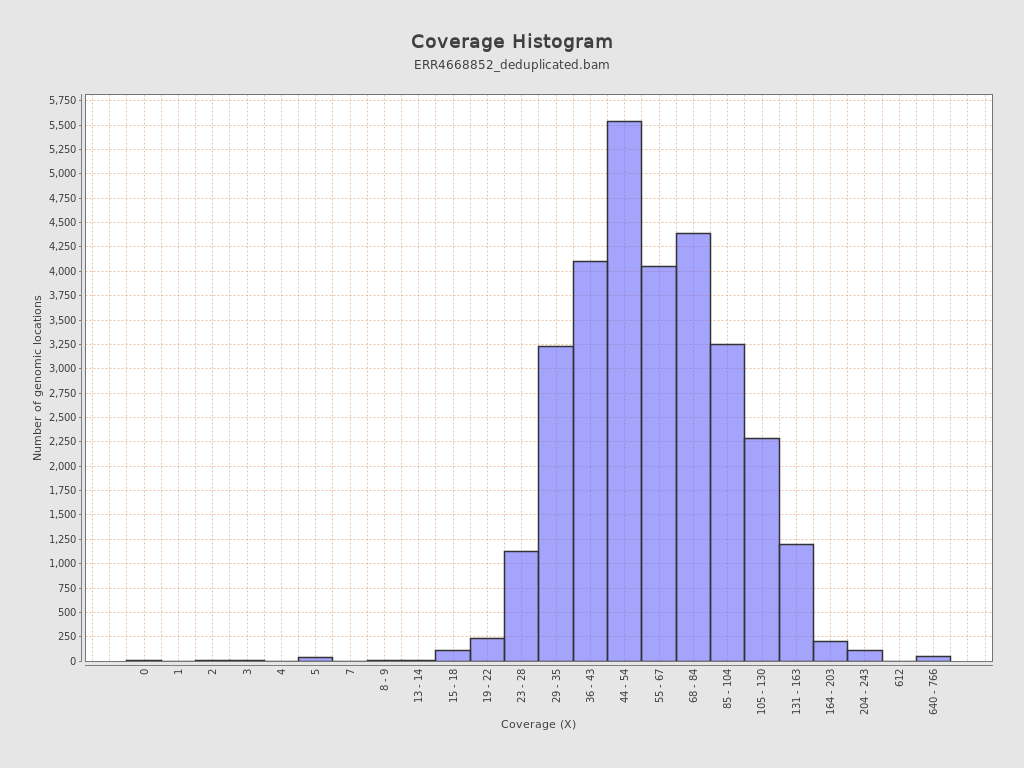 Coverage Histogram
ERR4668852_deduplicated.bam
Number of genomic locations
5,750
5,500
5,250
5,000
4,750
4,500
4,250
4,000
3,750
3,500
3,250
3,000
2,750
2,500
2,250
2,000
1,750
1,500
1,250
1,000
750
500
250
0
0
1
2
3
4
5
7
8 - 9
13 - 14
15 - 18
19 - 22
23 - 28
29 - 35
36 - 43
44 - 54
55 - 67
68 - 84
85 - 104
105 - 130
131 - 163
164 - 203
204 - 243
612
640 - 766
Coverage (X)